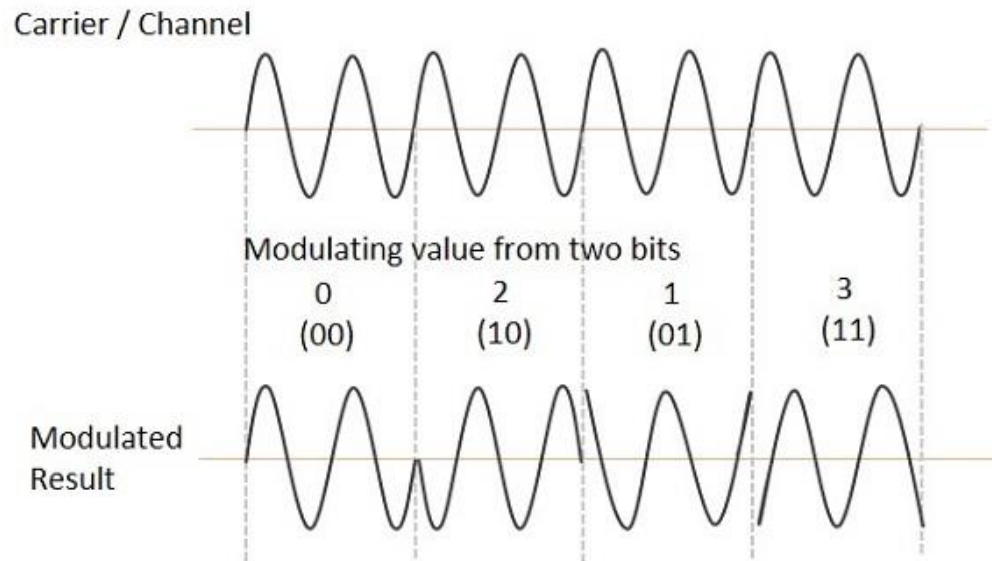 Carrier / Channel
Modulating value from two bits
0 2 1 3
(00) (10) (01) (11)
Modulated
Result